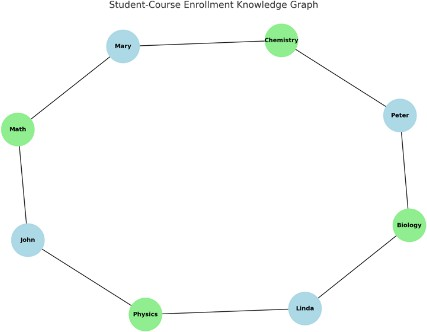 Student-Course Enrollment Knowledge Graph
Chemistry
Mary
Peter
Math
Biology
John
Linda
Physics